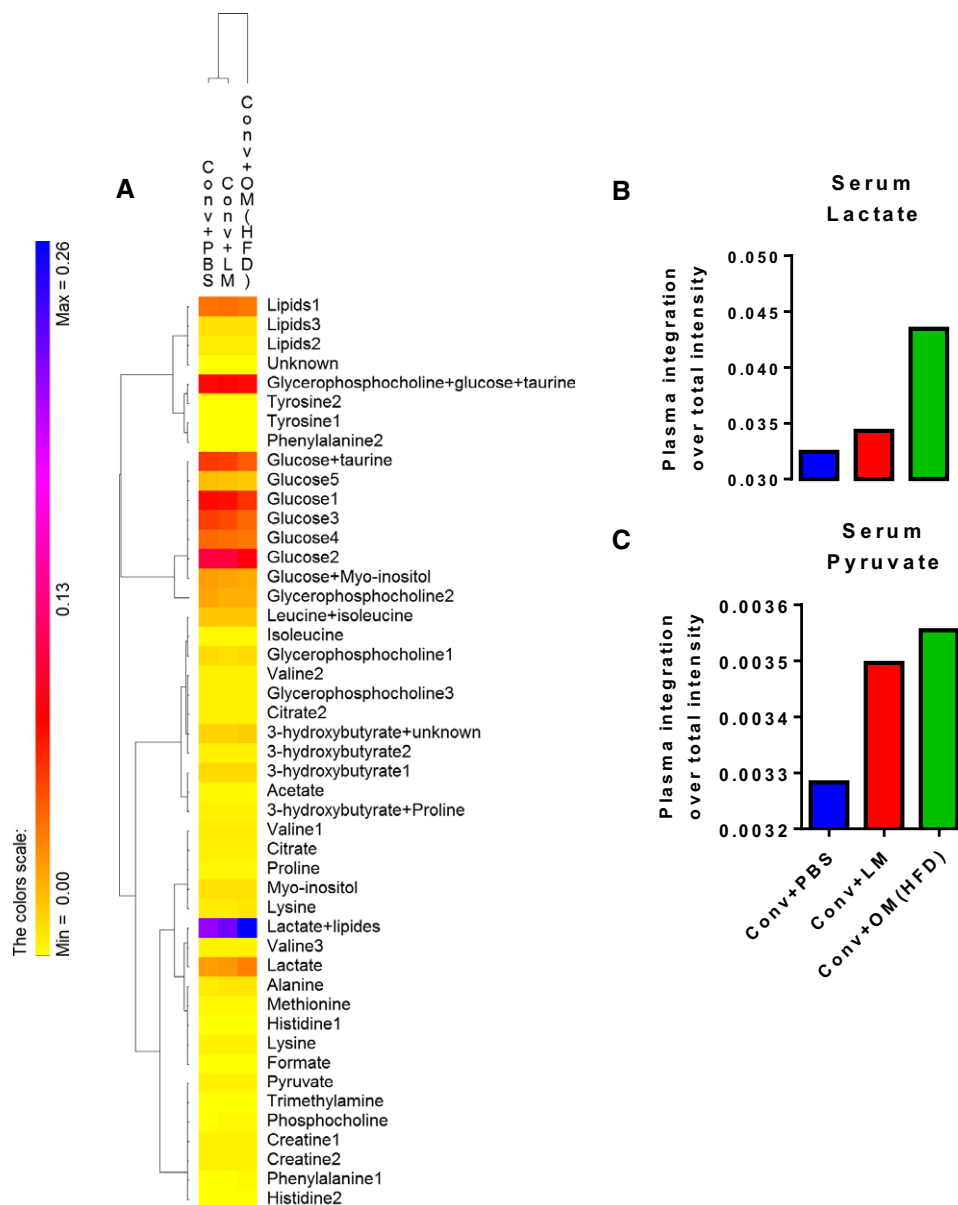 A
Conv+PBS
Conv+LM
Conv+OM(HFD)
The colors scale:
Min = 0.00
0.13
Max = 0.26
Lipids1
Lipids3
Lipids2
Unknown
Glycerophosphocholine+glucose+taurine
Tyrosine2
Tyrosine1
Phenylalanine2
Glucose+taurine
Glucose5
Glucose1
Glucose3
Glucose4
Glucose2
Glucose+Myo-inositol
Glycerophosphocholine2
Leucine+isoleucine
Isoleucine
Glycerophosphocholine1
Valine2
Glycerophosphocholine3
Citrate2
3-hydroxybutyrate+unknown
3-hydroxybutyrate2
3-hydroxybutyrate1
Acetate
3-hydroxybutyrate+Proline
Valine1
Citrate
Proline
Myo-inositol
Lysine
Lactate+lipides
Valine3
Lactate
Alanine
Methionine
Histidine1
Lysine
Formate
Pyruvate
Trimethylamine
Phosphocholine
Creatine1
Creatine2
Phenylalanine1
Histidine2
B
Serum
Lactate
Plasma integration
over total intensity
0.050
0.045
0.040
0.035
0.030
C
Serum
Pyruvate
Plasma integration
over total intensity
0.0036
0.0035
0.0034
0.0033
0.0032
Conv+PBS
Conv+LM
Conv+OM(HFD)